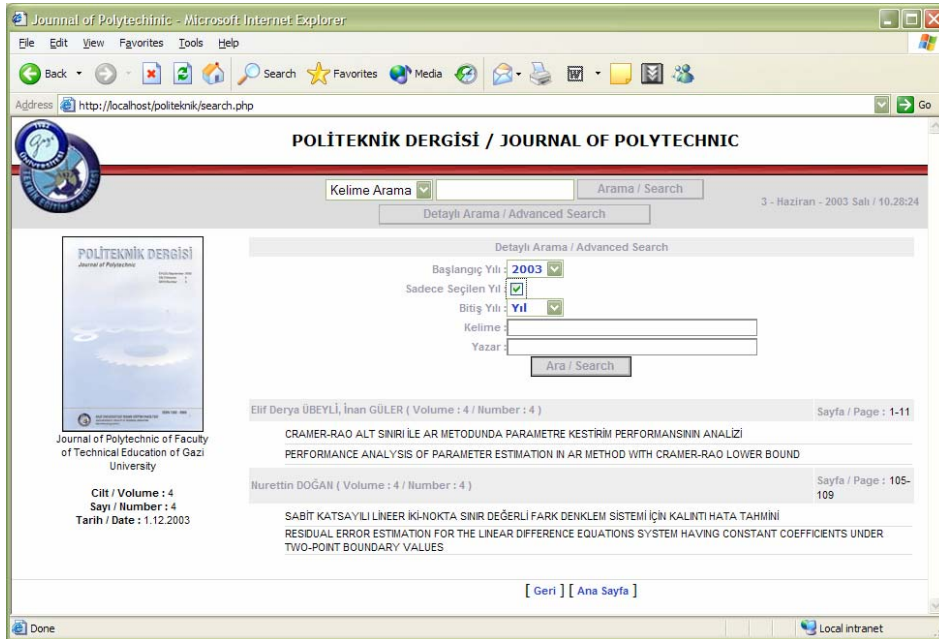 Jounnal of Polytechinic - Microsoft Internet Explorer
File Edit View Favorites Tools Help
Back Search Favorites Media
Address http://localhost/politeknik/search.php Go
POLİTEKNİK DERGİSİ / JOURNAL OF POLYTECHNIC
Kelime Arama Arama / Search
Detaylı Arama / Advanced Search
3 - Haziran - 2003 Salı / 10.28:24
POLİTEKNİK DERGİSİ
Journal of Polytechnic
Journal of Polytechnic of Faculty
of Technical Education of Gazi
University
Cilt / Volume : 4
Sayı / Number : 4
Tarih / Date : 1.12.2003
Detaylı Arama / Advanced Search
Başlangıç Yılı : 2003
Sadece Seçilen Yıl :
Bitiş Yılı : Yıl
Kelime :
Yazar :
Ara / Search
Elif Derya ÜBEYLİ, İnan GÜLER ( Volume : 4 / Number : 4 ) Sayfa / Page : 1-11
CRAMER-RAO ALT SINIRI İLE AR METODUNDA PARAMETRE KESTİRİM PERFORMANSININ ANALİZİ
PERFORMANCE ANALYSIS OF PARAMETER ESTIMATION IN AR METHOD WITH CRAMER-RAO LOWER BOUND
Nurettin DOĞAN ( Volume : 4 / Number : 4 ) Sayfa / Page : 105-
109
SABİT KATSAYILI LİNEER İKİ-NOKTA SINIR DEĞERLİ FARK DENKLEM SİSTEMİ İÇİN KALINTI HATA TAHMİNİ
RESIDUAL ERROR ESTIMATION FOR THE LINEAR DIFFERENCE EQUATIONS SYSTEM HAVING CONSTANT COEFFICIENTS UNDER
TWO-POINT BOUNDARY VALUES
[ Geri ] [ Ana Sayfa ]
Done Local intranet